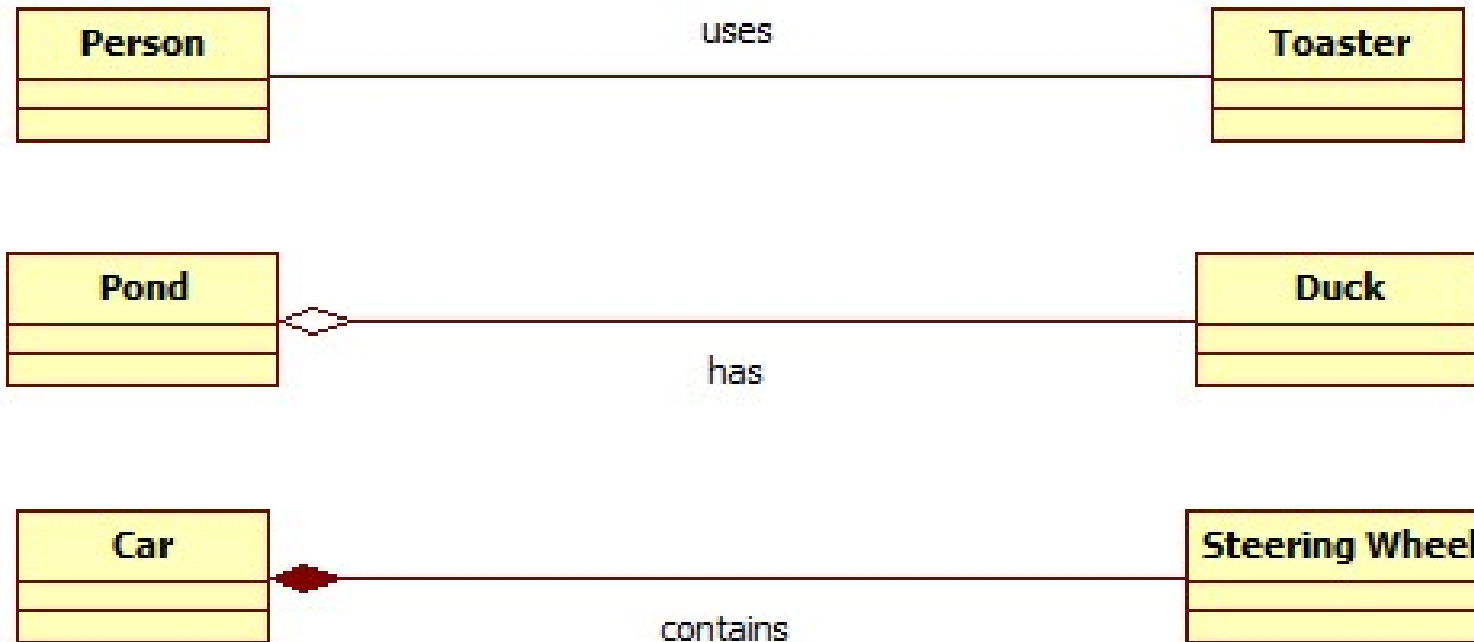 Person
uses
Toaster
Pond
has
Duck
Car
contains
Steering Wheel